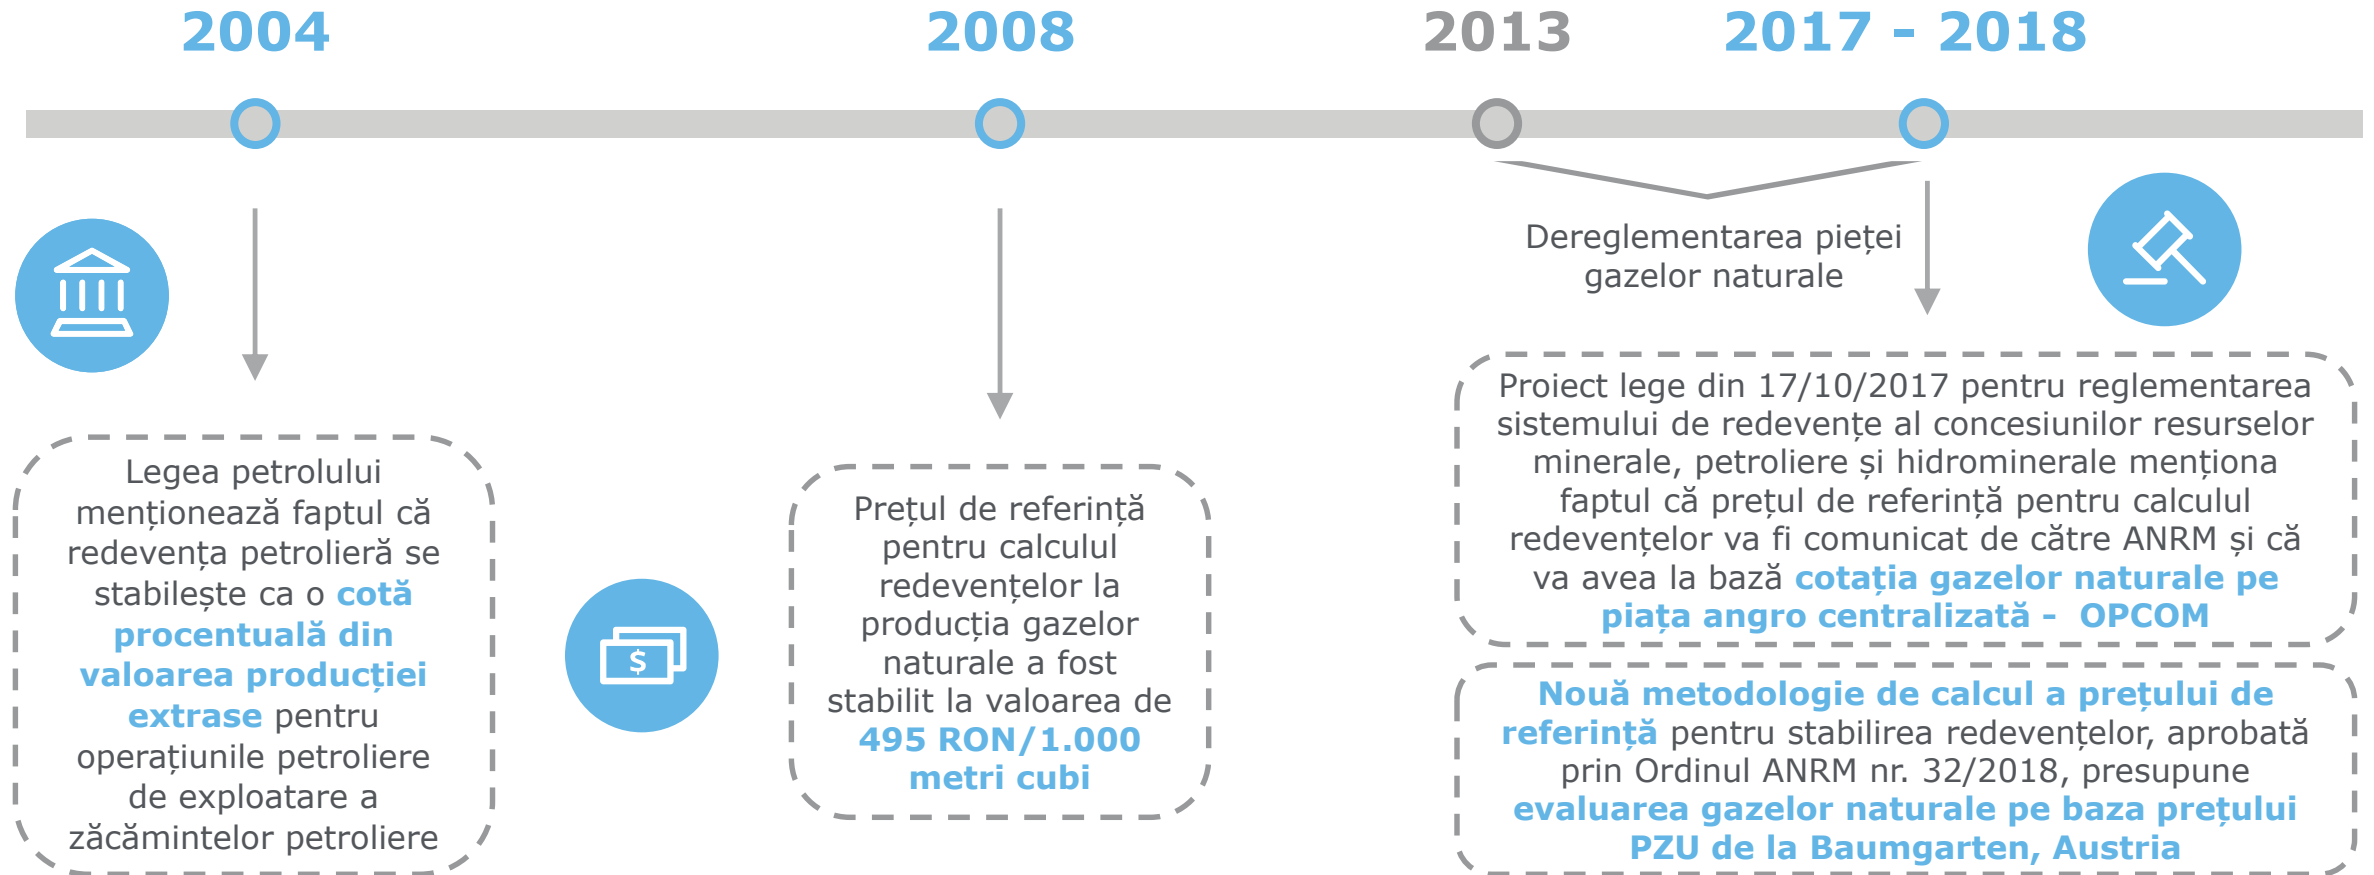 2004
2008
2013
2017 - 2018
Dereglementarea pieței
gazelor naturale
Legea petrolului
menționează faptul că
redevența petrolieră se
stabilește ca o cotă
procentuală din
valoarea producției
extrase pentru
operațiunile petroliere
de exploatare a
zăcămintelor petroliere
$
Prețul de referință
pentru calculul
redevențelor la
producția gazelor
naturale a fost
stabilit la valoarea de
495 RON/1.000
metri cubi
Proiect lege din 17/10/2017 pentru reglementarea
sistemului de redevențe al concesiunilor resurselor
minerale, petroliere și hidrominerale menționa
faptul că prețul de referință pentru calculul
redevențelor va fi comunicat de către ANRM și că
va avea la bază cotația gazelor naturale pe
piața angro centralizată - OPCOM
Nouă metodologie de calcul a prețului de
referință pentru stabilirea redevențelor, aprobată
prin Ordinul ANRM nr. 32/2018, presupune
evaluarea gazelor naturale pe baza prețului
PZU de la Baumgarten, Austria